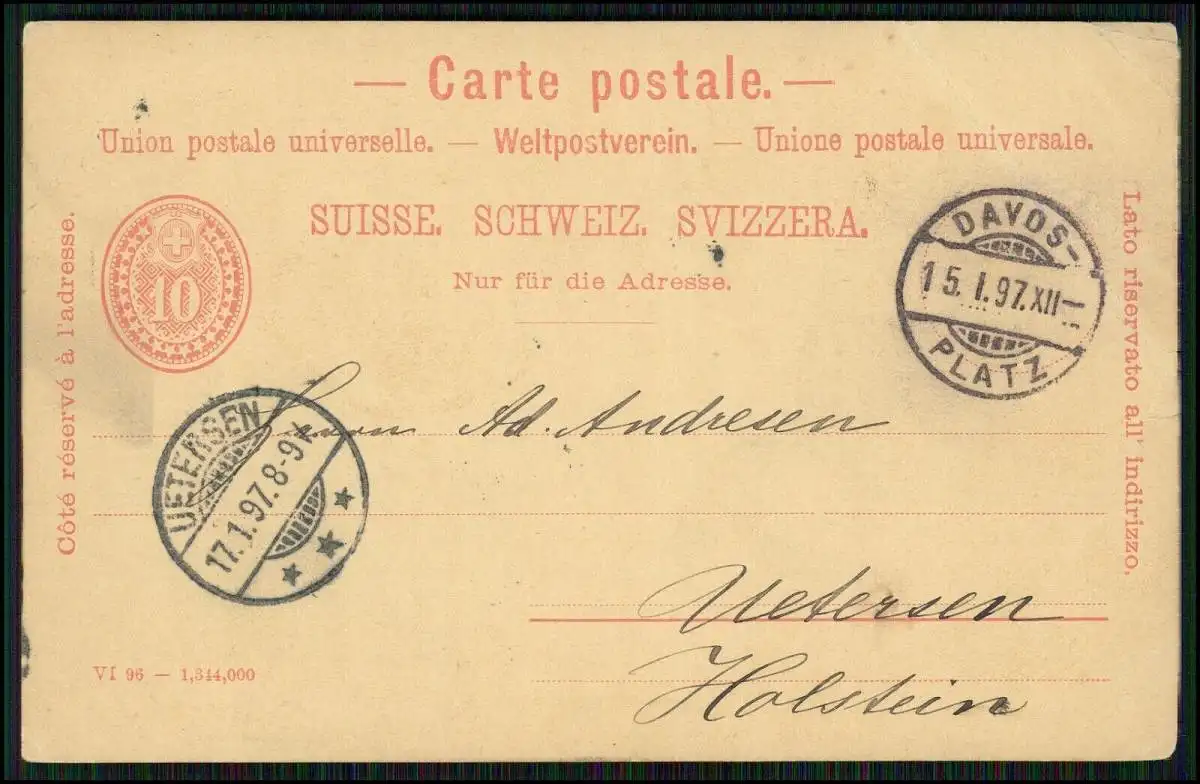 — Carte postale. —
Union postale universelle. — Weltpostverein. — Unione postale universale.
SUISSE. SCHWEIZ. SVIZZERA.
Nur für die Adresse.
10
Côté réservé à l'adresse.
Lato riservato all' indirizzo.
DAVOS-
15. I. 97. XII–
PLATZ
Herrn Ad. Andresen
UETERSEN
17.1.97. 8-9V.
Uetersen
Holstein
VI 96 — 1,344,000